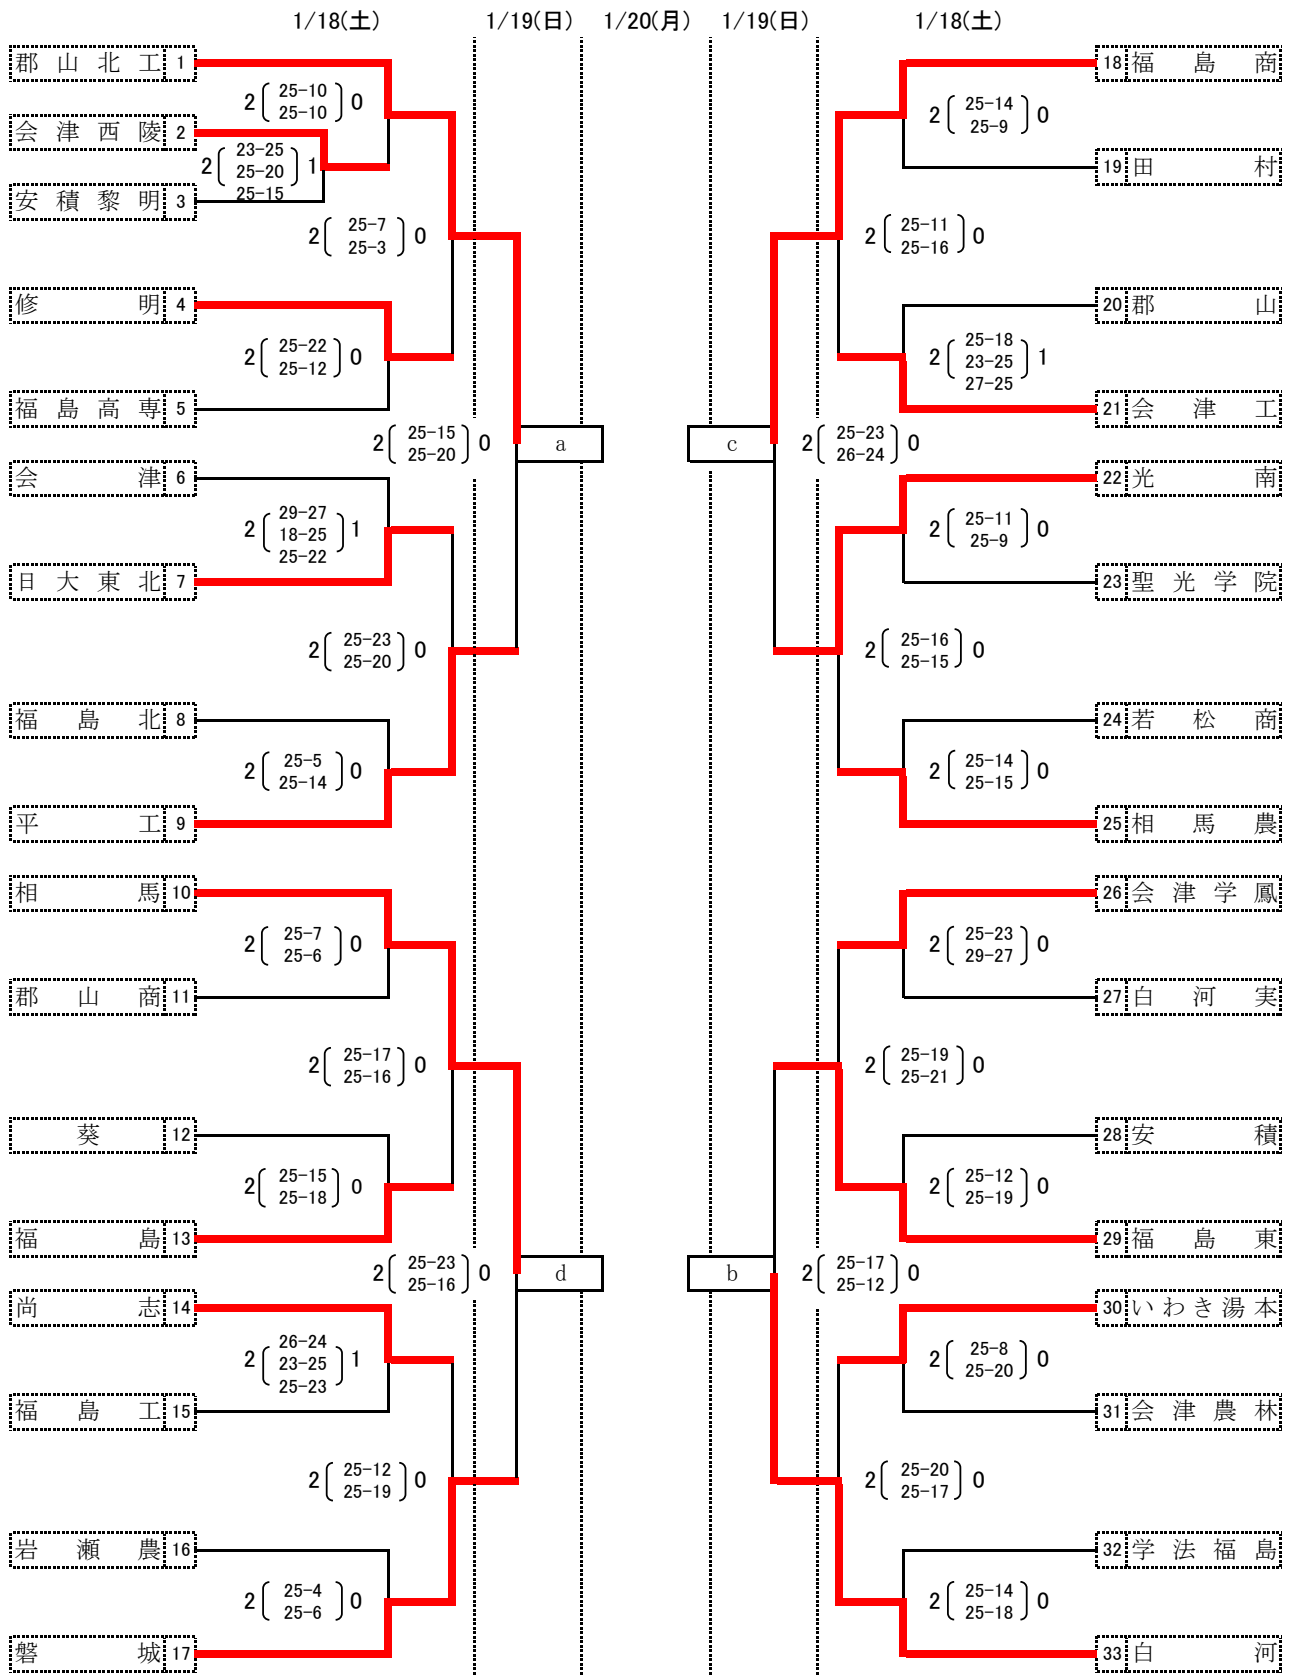 1/18(土) 1/19(日) 1/20(月) 1/19(日) 1/18(土)
郡山北工 1
2 25-10 0
25-10
会津西陵 2
2 23-25 1
25-20
25-15
安積黎明 3
2 25-7 0
25-3
修明 4
2 25-22 0
25-12
福島高専 5
2 25-15 0
25-20
a
会津 6
2 29-27 1
18-25
25-22
日大東北 7
2 25-23 0
25-20
福島北 8
2 25-5 0
25-14
平工 9
相馬 10
2 25-7 0
25-6
郡山商 11
2 25-17 0
25-16
葵 12
2 25-15 0
25-18
福島 13
2 25-23 0
25-16
d
尚志 14
2 26-24 1
23-25
25-23
福島工 15
2 25-12 0
25-19
岩瀬農 16
2 25-4 0
25-6
磐城 17
18 福島商
2 25-14 0
25-9
19 田村
2 25-11 0
25-16
20 郡山
2 25-18 1
23-25
27-25
21 会津工
c
2 25-23 0
26-24
22 光南
2 25-11 0
25-9
23 聖光学院
2 25-16 0
25-15
24 若松商
2 25-14 0
25-15
25 相馬農
26 会津学鳳
2 25-23 0
29-27
27 白河実
2 25-19 0
25-21
28 安積
2 25-12 0
25-19
29 福島東
b
2 25-17 0
25-12
30 いわき湯本
2 25-8 0
25-20
31 会津農林
2 25-20 0
25-17
32 学法福島
2 25-14 0
25-18
33 白河